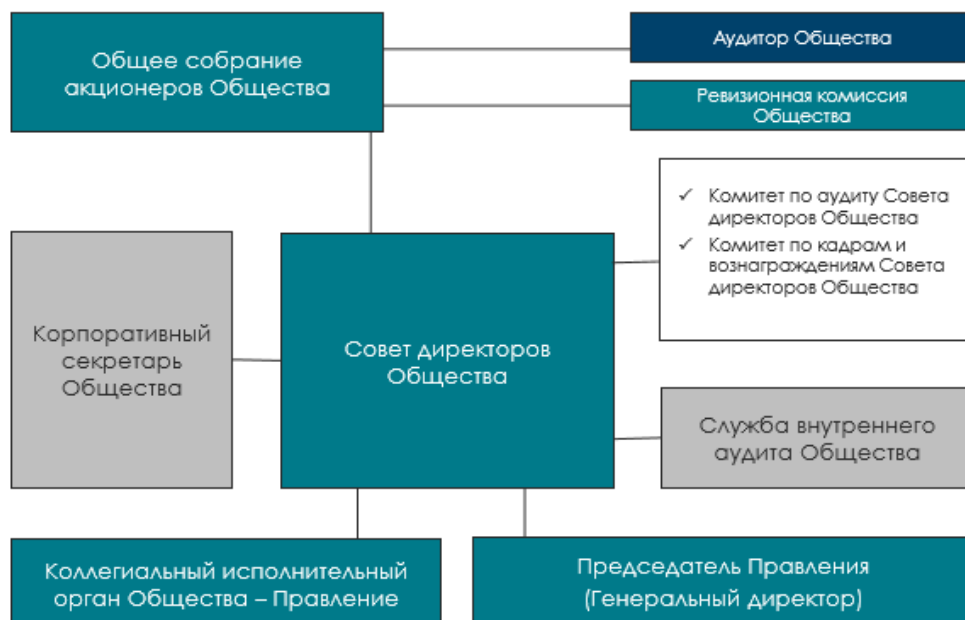 Общее собрание
акционеров Общества
Аудитор Общества
Ревизионная комиссия
Общества
✓ Комитет по аудиту Совета
директоров Общества
✓ Комитет по кадрам и
вознаграждениям Совета
директоров Общества
Корпоративный
секретарь
Общества
Совет директоров
Общества
Служба внутреннего
аудита Общества
Коллегиальный исполнительный
орган Общества – Правление
Председатель Правления
(Генеральный директор)